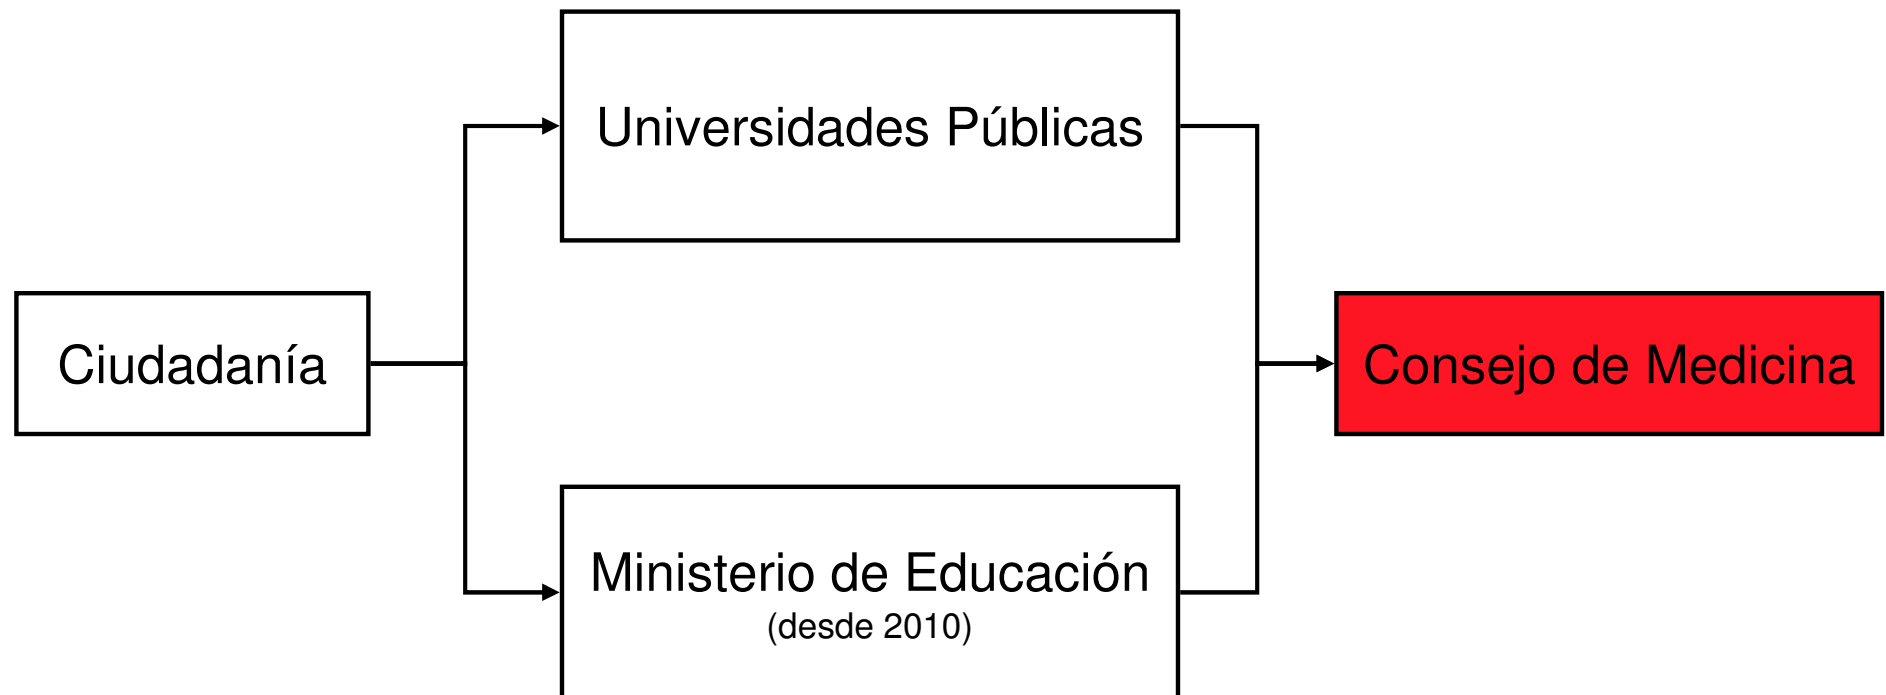 Universidades Públicas
Ciudadanía
Consejo de Medicina
Ministerio de Educación
(desde 2010)